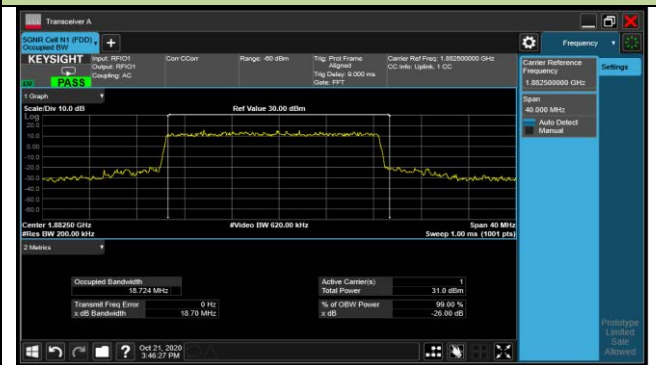 Transceiver A
5GNR Cell N1 (FDD)
Occupied BW
Frequency
KEYSIGHT
Input: RFIO1
Output: RFIO1
Coupling: AC
Corr CCorr
Range: -60 dBm
Trig: Prot Frame
Aligned
Trig Delay: 9.000 ms
Gate: FFT
Carrier Ref Freq: 1.882500000 GHz
CC Info: Uplink, 1 CC
PASS
Carrier Reference
Frequency
1.882500000 GHz
Settings
Span
40.000 MHz
Auto Detect
Manual
1 Graph
Scale/Div 10.0 dB
Ref Value 30.00 dBm
Log
20.0
10.0
0.00
-10.0
-20.0
-30.0
-40.0
-50.0
-60.0
Center 1.88250 GHz
#Video BW 620.00 kHz
Span 40 MHz
#Res BW 200.00 kHz
Sweep 1.00 ms (1001 pts)
2 Metrics
Occupied Bandwidth
18.724 MHz
Active Carrier(s) 1
Total Power 31.0 dBm
Transmit Freq Error 0 Hz
x dB Bandwidth 18.70 MHz
% of OBW Power 99.00 %
x dB -26.00 dB
Prototype
Limited
Sale
Allowed
Oct 21, 2020
3:46:27 PM